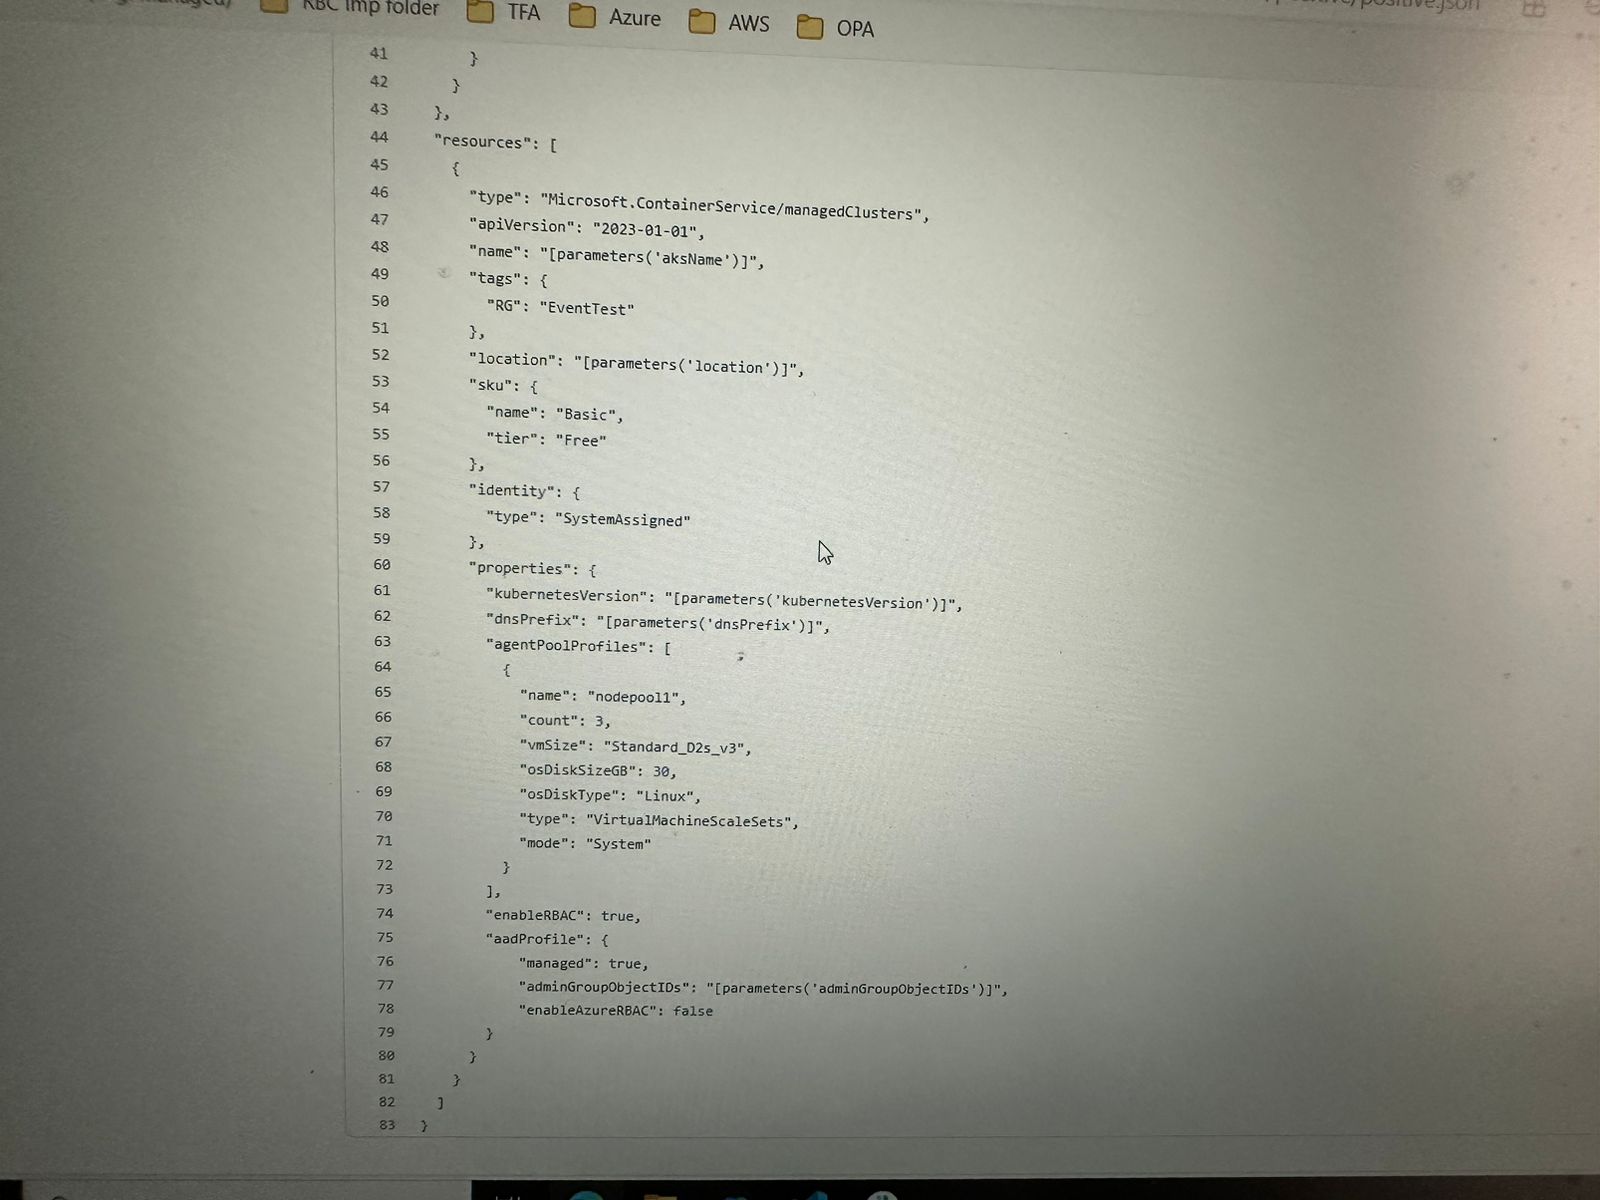 RBC Imp folder
TFA
Azure
AWS
OPA
positive.json
41 }
42 }
43 },
44 "resources": [
45 {
46 "type": "Microsoft.ContainerService/managedClusters",
47 "apiVersion": "2023-01-01",
48 "name": "[parameters('aksName')]",
49 "tags": {
50 "RG": "EventTest"
51 },
52 "location": "[parameters('location')]",
53 "sku": {
54 "name": "Basic",
55 "tier": "Free"
56 },
57 "identity": {
58 "type": "SystemAssigned"
59 },
60 "properties": {
61 "kubernetesVersion": "[parameters('kubernetesVersion')]",
62 "dnsPrefix": "[parameters('dnsPrefix')]",
63 "agentPoolProfiles": [
64 {
65 "name": "nodepool1",
66 "count": 3,
67 "vmSize": "Standard_D2s_v3",
68 "osDiskSizeGB": 30,
69 "osDiskType": "Linux",
70 "type": "VirtualMachineScaleSets",
71 "mode": "System"
72 }
73 ],
74 "enableRBAC": true,
75 "aadProfile": {
76 "managed": true,
77 "adminGroupObjectIDs": "[parameters('adminGroupObjectIDs')]",
78 "enableAzureRBAC": false
79 }
80 }
81 }
82 ]
83 }